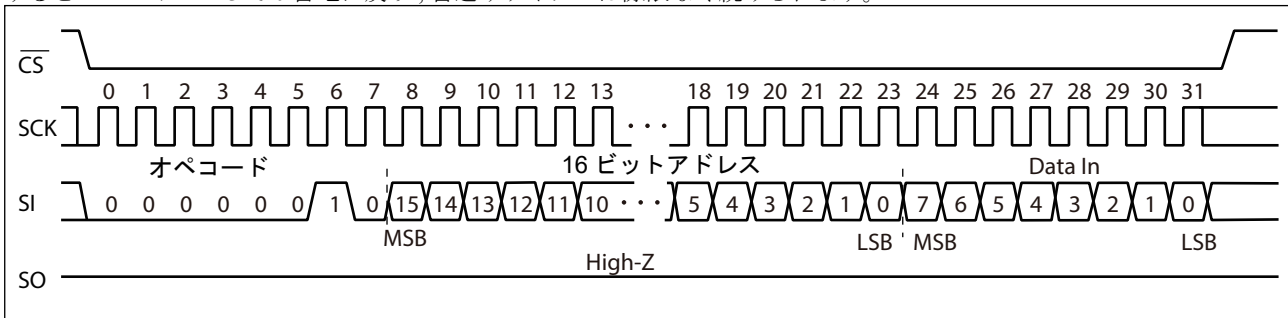 CS
0 1 2 3 4 5 6 7 8 9 10 11 12 13 18 19 20 21 22 23 24 25 26 27 28 29 30 31
SCK
オペコード 16 ビットアドレス Data In
SI 0 0 0 0 0 0 1 0 15 14 13 12 11 10 ··· 5 4 3 2 1 0 7 6 5 4 3 2 1 0
MSB LSB MSB LSB
High-Z
SO